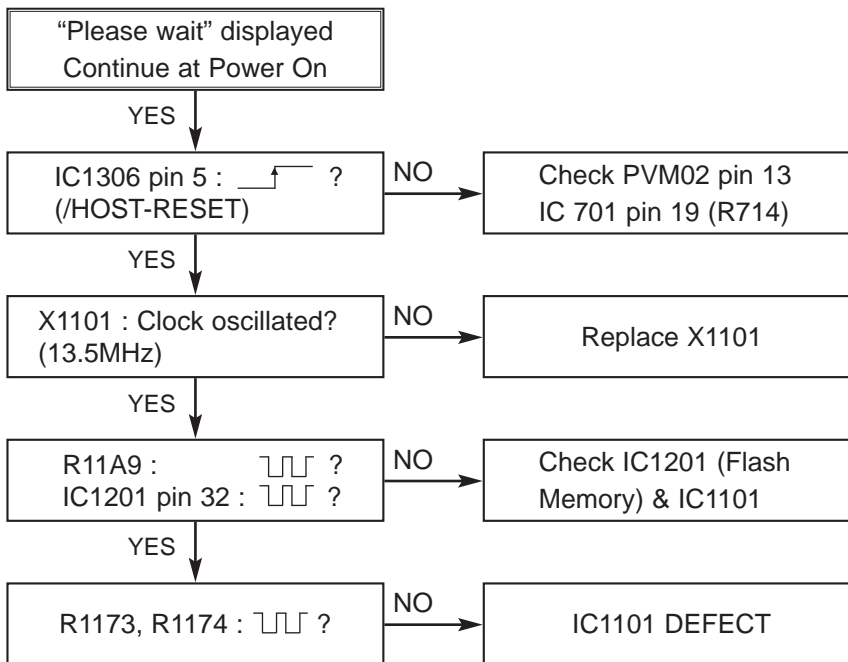 “Please wait” displayed
Continue at Power On
YES
IC1306 pin 5 : ?
(/HOST-RESET)
NO
Check PVM02 pin 13
IC 701 pin 19 (R714)
YES
X1101 : Clock oscillated?
(13.5MHz)
NO
Replace X1101
YES
R11A9 : ?
IC1201 pin 32 : ?
NO
Check IC1201 (Flash
Memory) & IC1101
YES
R1173, R1174 : ?
NO
IC1101 DEFECT